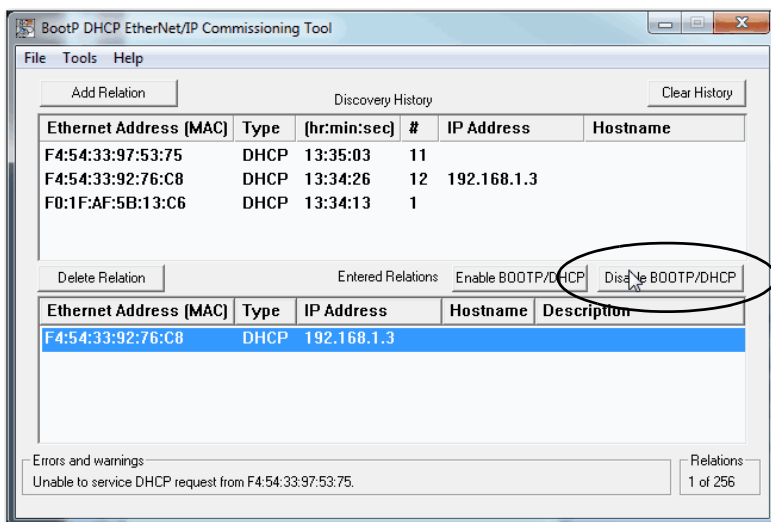 BootP DHCP EtherNet/IP Commissioning Tool
File Tools Help
Add Relation Discovery History Clear History
Ethernet Address (MAC) Type (hr:min:sec) # IP Address Hostname
F4:54:33:97:53:75 DHCP 13:35:03 11
F4:54:33:92:76:C8 DHCP 13:34:26 12 192.168.1.3
F0:1F:AF:5B:13:C6 DHCP 13:34:13 1
Delete Relation Entered Relations Enable BOOTP/DHCP Disable BOOTP/DHCP
Ethernet Address (MAC) Type IP Address Hostname Description
F4:54:33:92:76:C8 DHCP 192.168.1.3
Errors and warnings Relations
Unable to service DHCP request from F4:54:33:97:53:75. 1 of 256